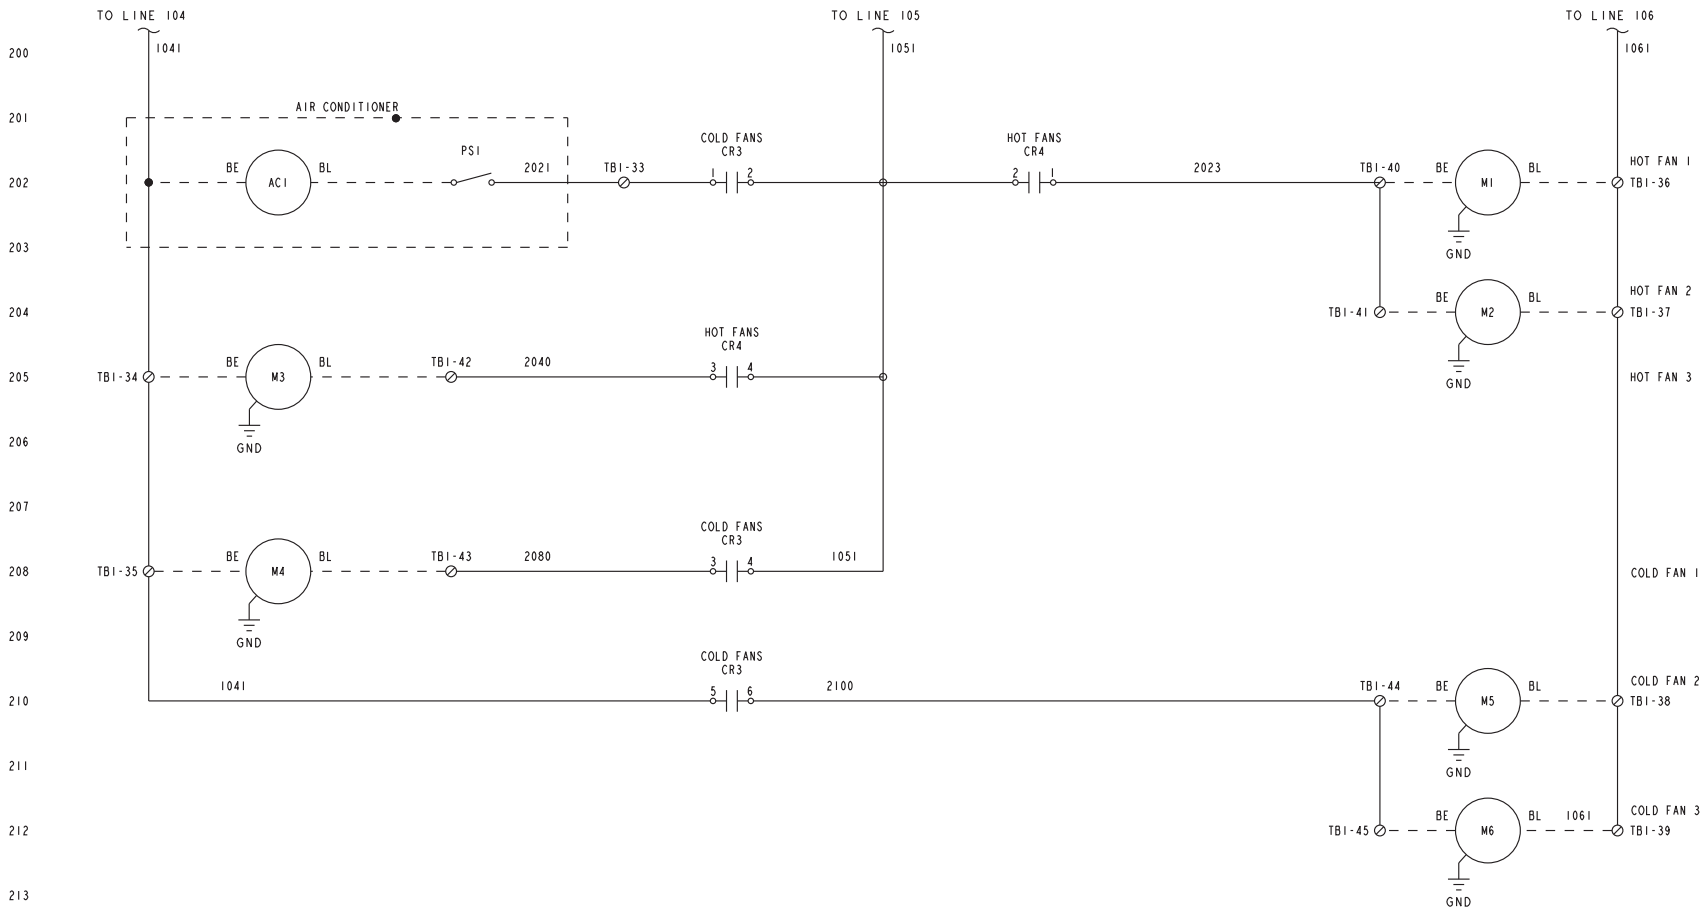 TO LINE 104
TO LINE 105
TO LINE 106
200
1041
1051
1061
201
AIR CONDITIONER
COLD FANS
CR3
HOT FANS
CR4
202
BE
AC1
BL
PS1
2021
TB1-33
1
2
2
1
2023
TB1-40
BE
M1
BL
HOT FAN 1
TB1-36
203
GND
204
TB1-41
BE
M2
BL
HOT FAN 2
TB1-37
GND
HOT FANS
CR4
205
TB1-34
BE
M3
BL
TB1-42
2040
3
4
HOT FAN 3
206
GND
207
COLD FANS
CR3
208
TB1-35
BE
M4
BL
TB1-43
2080
3
4
1051
COLD FAN 1
209
GND
COLD FANS
CR3
210
1041
5
6
2100
TB1-44
BE
M5
BL
COLD FAN 2
TB1-38
211
GND
212
TB1-45
BE
M6
BL
1061
COLD FAN 3
TB1-39
213
GND